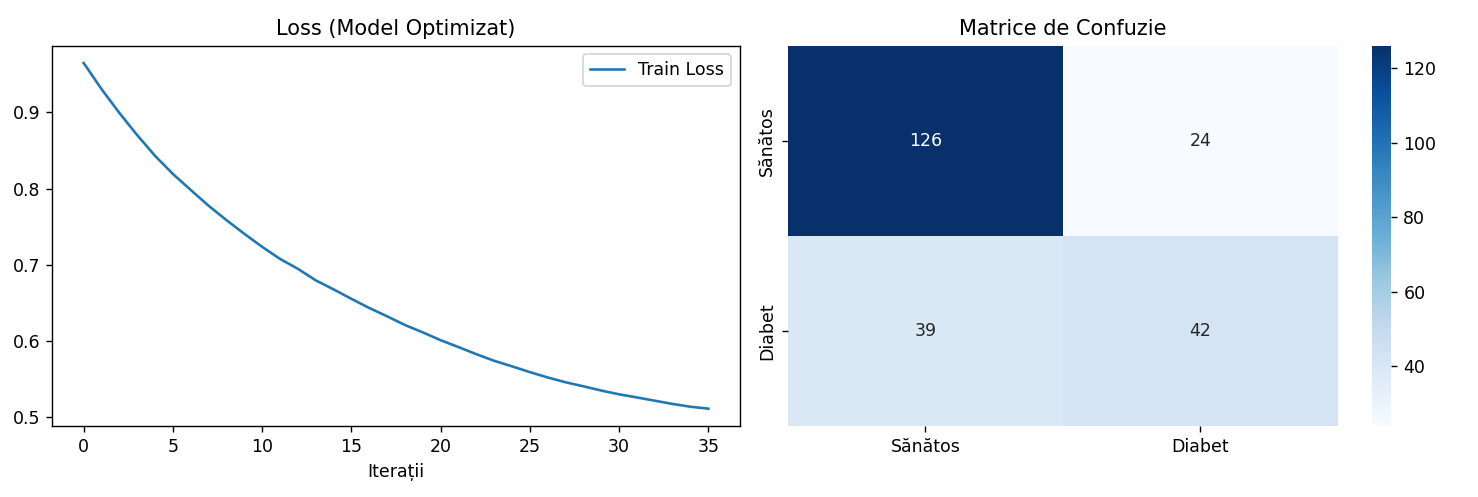 Loss (Model Optimizat)
Train Loss
0.9
0.8
0.7
0.6
0.5
0 5 10 15 20 25 30 35
Iterații
Matrice de Confuzie
Sănătos
Diabet
126 24
39 42
Sănătos Diabet
120
100
80
60
40